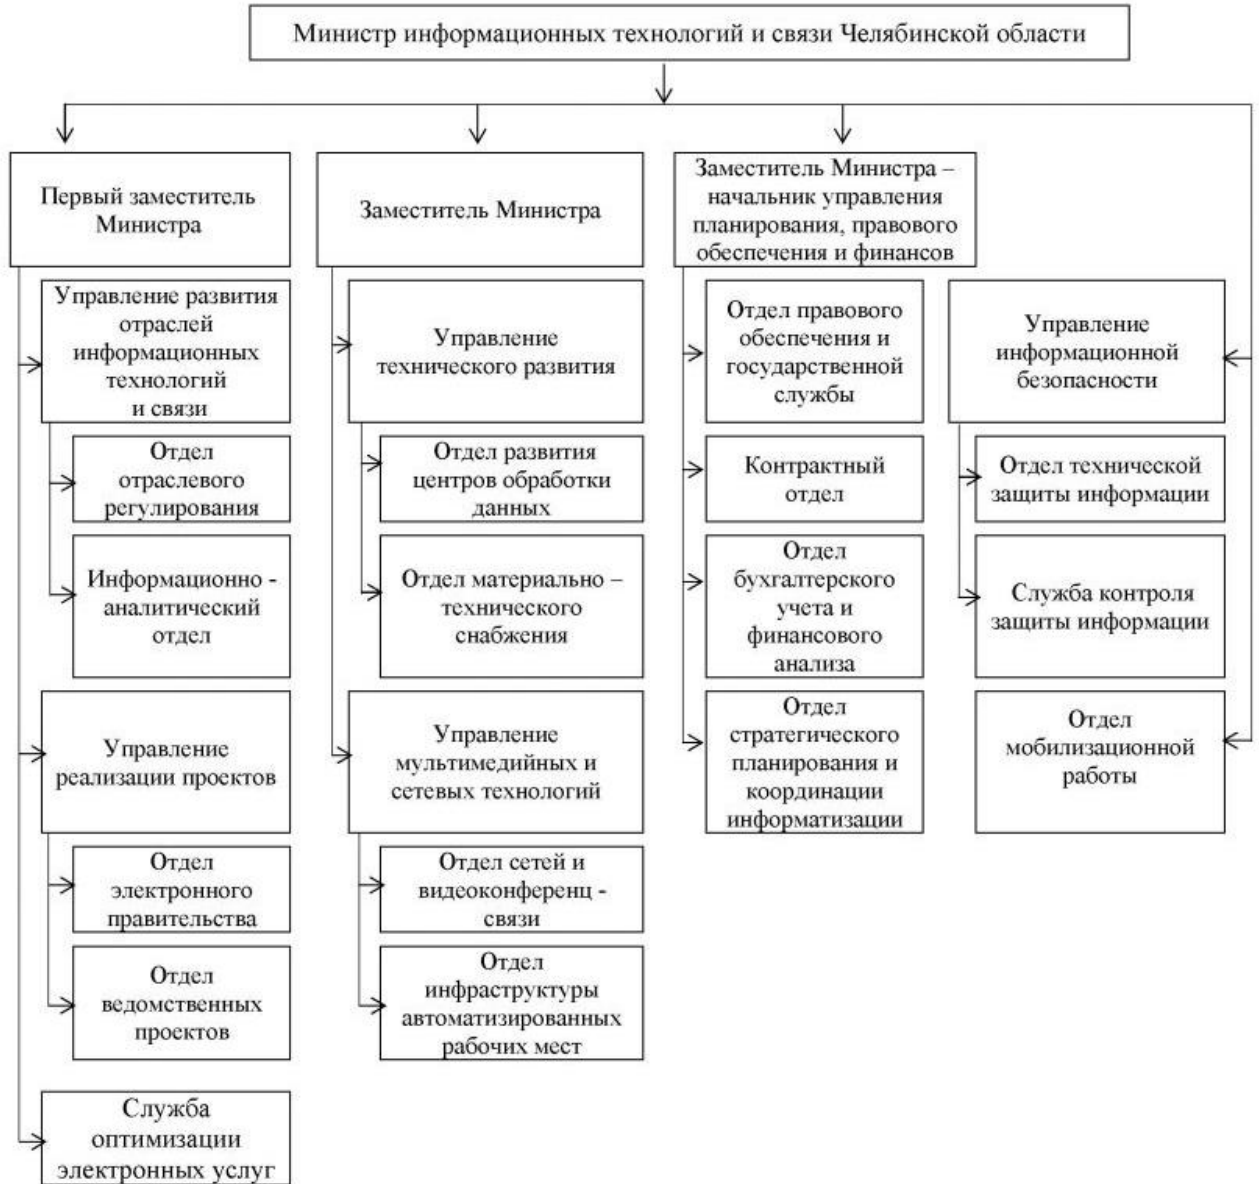 Министр информационных технологий и связи Челябинской области
Первый заместитель
Министра
Заместитель Министра
Заместитель Министра –
начальник управления
планирования, правового
обеспечения и финансов
Управление развития
отраслей
информационных
технологий
и связи
Управление
технического развития
Отдел правового
обеспечения и
государственной
службы
Управление
информационной
безопасности
Отдел
отраслевого
регулирования
Отдел развития
центров обработки
данных
Контрактный
отдел
Отдел технической
защиты информации
Информационно -
аналитический
отдел
Отдел материально –
технического
снабжения
Отдел
бухгалтерского
учета и
финансового
анализа
Служба контроля
защиты информации
Управление
реализации проектов
Управление
мультимедийных и
сетевых технологий
Отдел
стратегического
планирования и
координации
информатизации
Отдел
мобилизационной
работы
Отдел
электронного
правительства
Отдел сетей и
видеоконференц -
связи
Отдел
ведомственных
проектов
Отдел
инфраструктуры
автоматизированных
рабочих мест
Служба
оптимизации
электронных услуг